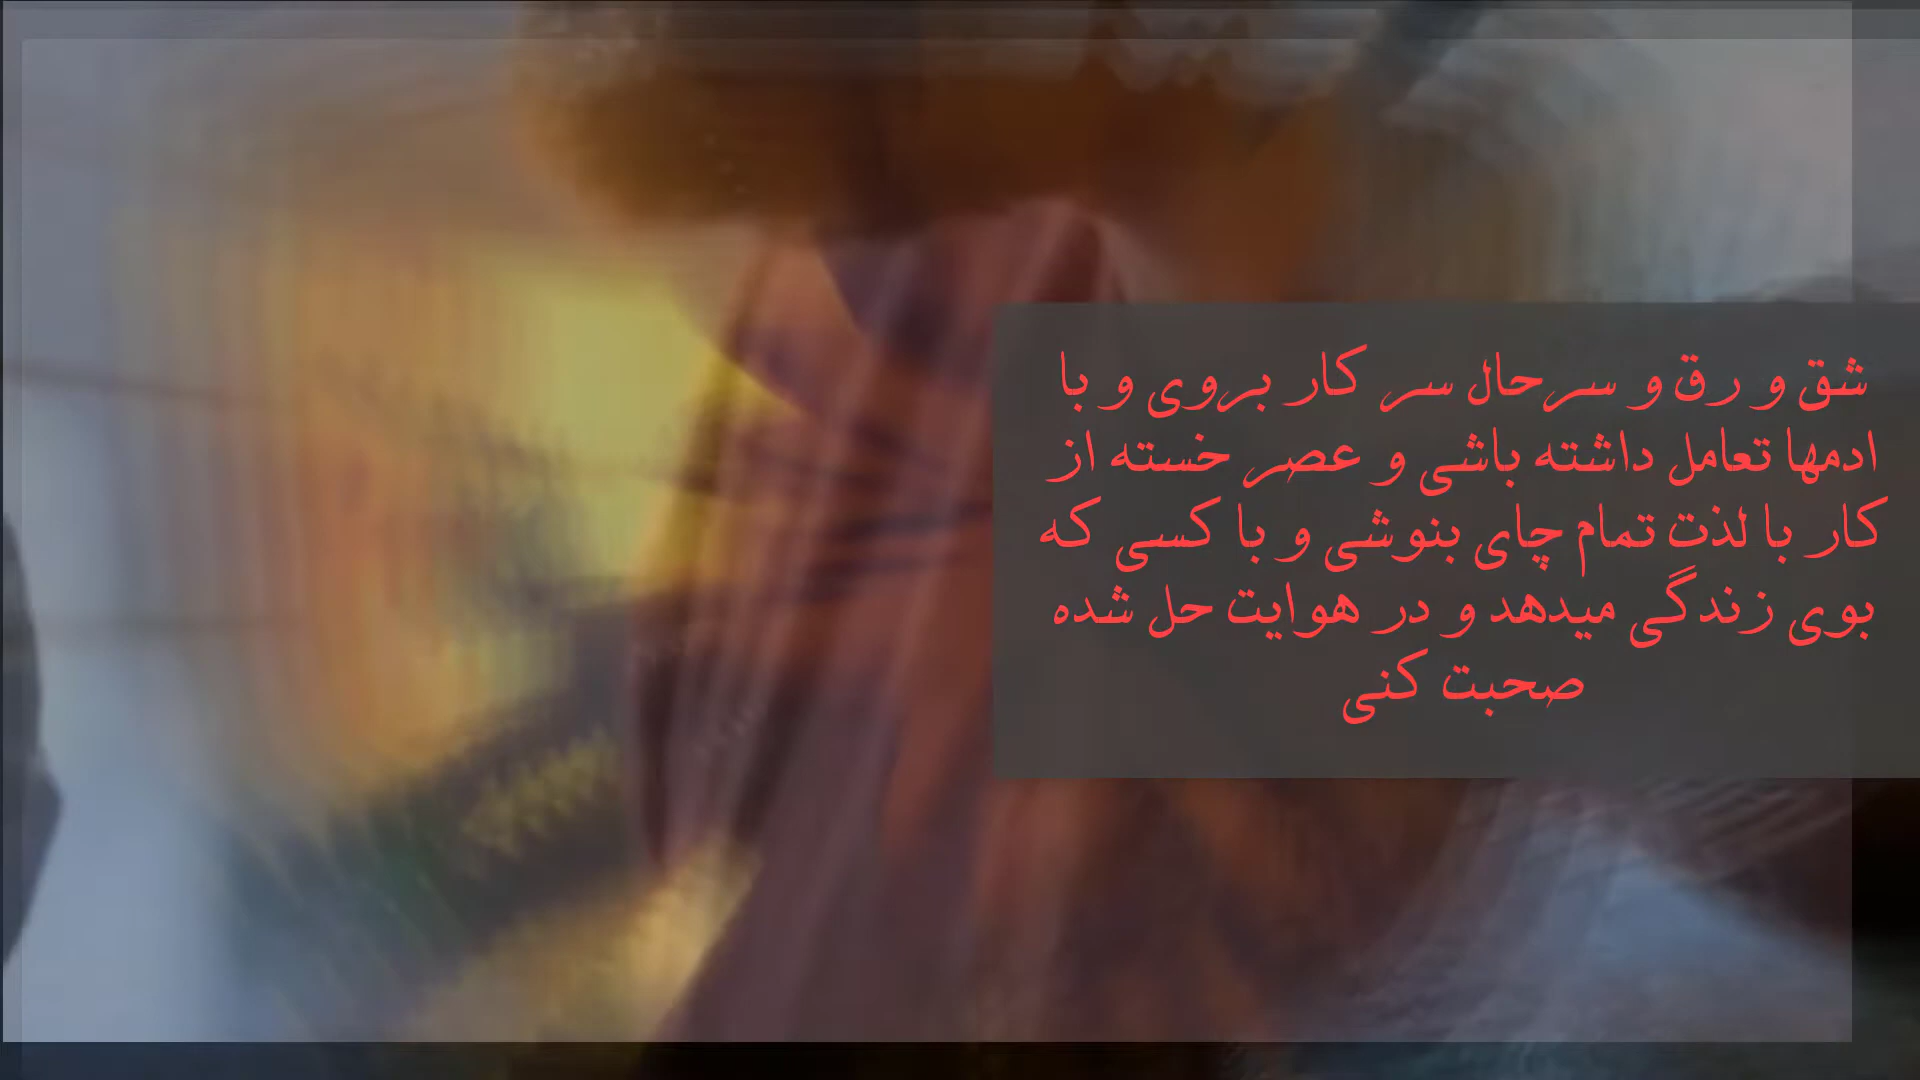 شق و رق و سرحال سر کار بروی و با
ادمها تعامل داشته باشی و عصر خسته از
کار با لذت تمام چای بنوشی و با کسی که
بوی زندگی میدهد و در هوایت حل شده
صحبت کنی